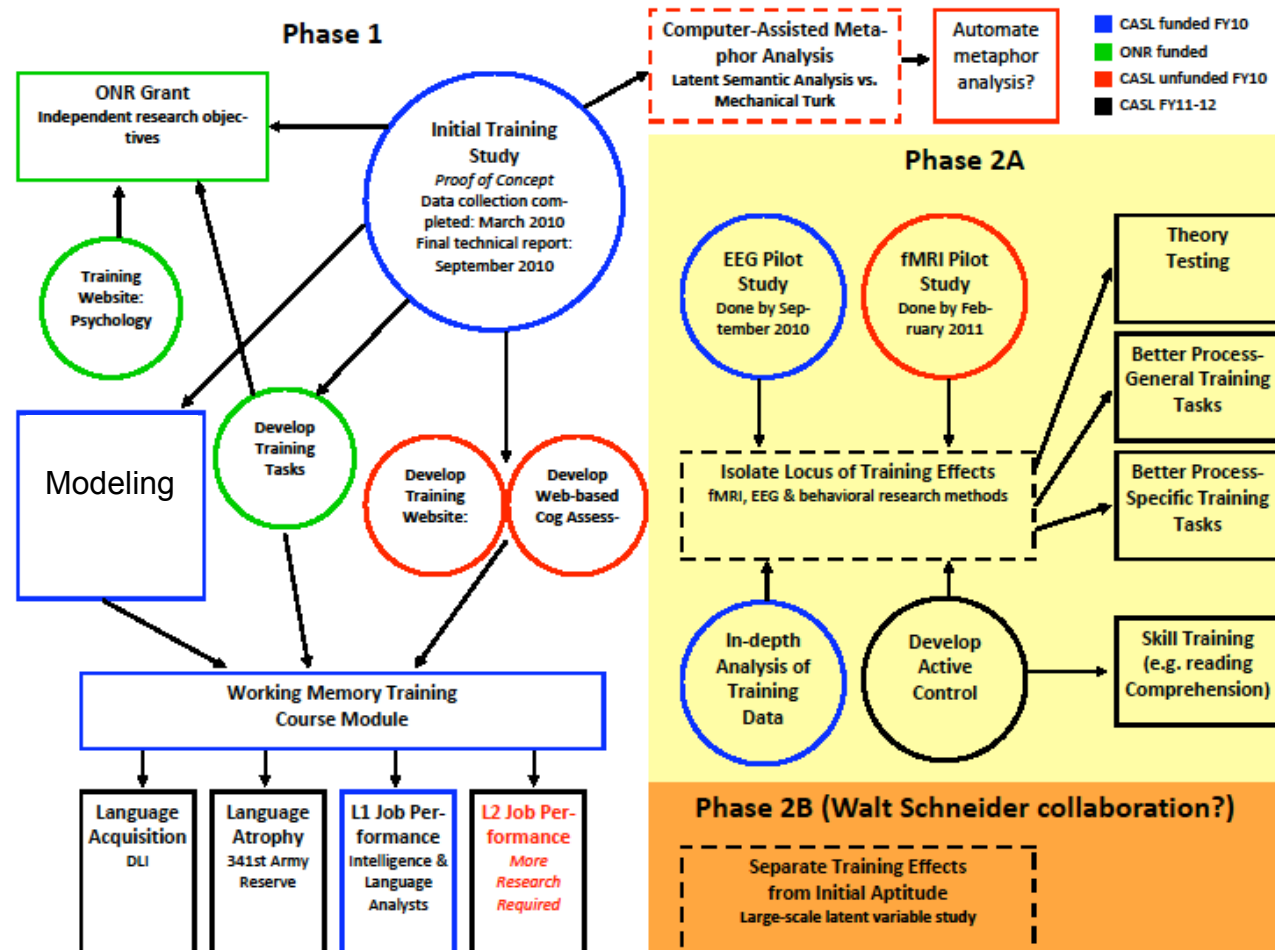 Phase 1
ONR Grant
Independent research objec-
tives
Training
Website:
Psychology
Initial Training
Study
Proof of Concept
Data collection com-
pleted: March 2010
Final technical report:
September 2010
Modeling
Develop
Training
Tasks
Develop
Training
Website:
Develop
Web-based
Cog Assess-
Working Memory Training
Course Module
Language
Acquisition
DLI
Language
Atrophy
341st Army
Reserve
L1 Job Per-
formance
Intelligence &
Language
Analysts
L2 Job Per-
formance
More
Research
Required
Computer-Assisted Meta-
phor Analysis
Latent Semantic Analysis vs.
Mechanical Turk
Automate
metaphor
analysis?
CASL funded FY10
ONR funded
CASL unfunded FY10
CASL FY11-12
Phase 2A
EEG Pilot
Study
Done by Sep-
tember 2010
fMRI Pilot
Study
Done by Feb-
ruary 2011
Theory
Testing
Better Process-
General Training
Tasks
Better Process-
Specific Training
Tasks
Isolate Locus of Training Effects
fMRI, EEG & behavioral research methods
In-depth
Analysis of
Training
Data
Develop
Active
Control
Skill Training
(e.g. reading
Comprehension)
Phase 2B (Walt Schneider collaboration?)
Separate Training Effects
from Initial Aptitude
Large-scale latent variable study